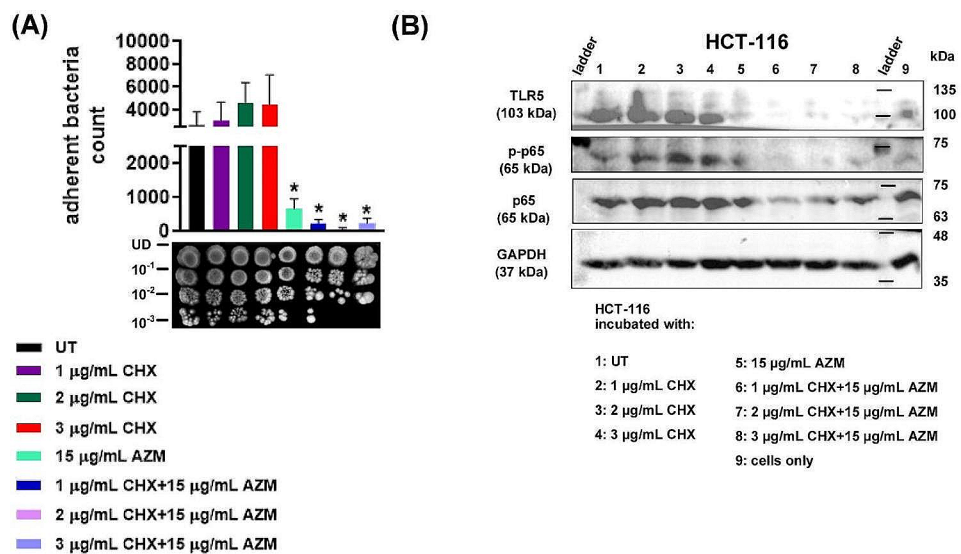 (A)
adherent bacteria
count
10000
8000
6000
4000
2000
1000
0
*
*
*
*
UD
10-1
10-2
10-3
UT
1 µg/mL CHX
2 µg/mL CHX
3 µg/mL CHX
15 µg/mL AZM
1 µg/mL CHX+15 µg/mL AZM
2 µg/mL CHX+15 µg/mL AZM
3 µg/mL CHX+15 µg/mL AZM
(B)
HCT-116
ladder 1 2 3 4 5 6 7 8 ladder 9 kDa
TLR5
(103 kDa)
135
100
p-p65
(65 kDa)
75
p65
(65 kDa)
75
63
GAPDH
(37 kDa)
48
35
HCT-116
incubated with:
1: UT
2: 1 µg/mL CHX
3: 2 µg/mL CHX
4: 3 µg/mL CHX
5: 15 µg/mL AZM
6: 1 µg/mL CHX+15 µg/mL AZM
7: 2 µg/mL CHX+15 µg/mL AZM
8: 3 µg/mL CHX+15 µg/mL AZM
9: cells only